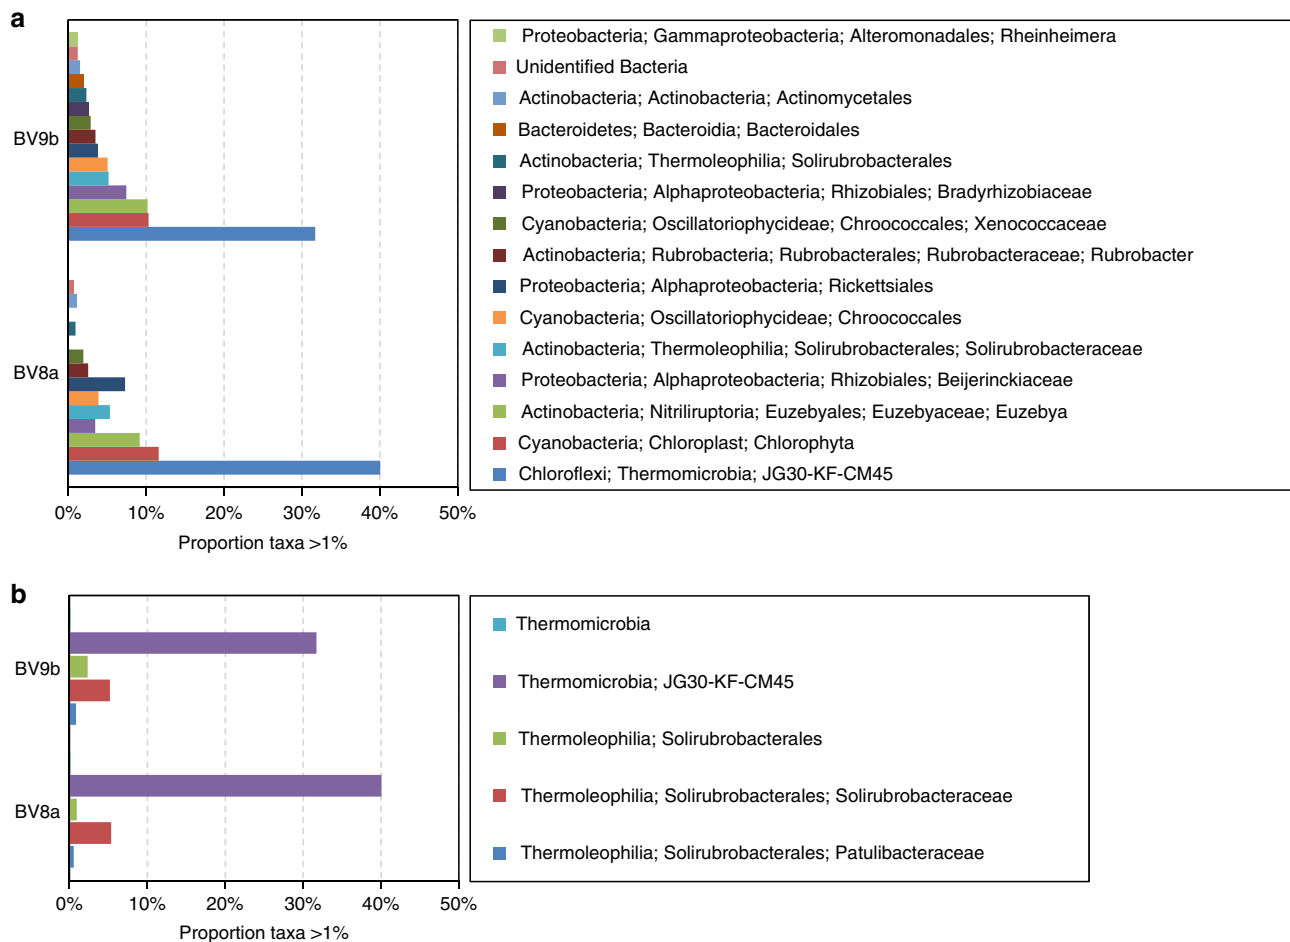 a
BV9b
BV8a
0% 10% 20% 30% 40% 50%
Proportion taxa >1%
Proteobacteria; Gammaproteobacteria; Alteromonadales; Rheinheimera
Unidentified Bacteria
Actinobacteria; Actinobacteria; Actinomycetales
Bacteroidetes; Bacteroidia; Bacteroidales
Actinobacteria; Thermoleophilia; Solirubrobacterales
Proteobacteria; Alphaproteobacteria; Rhizobiales; Bradyrhizobiaceae
Cyanobacteria; Oscillatoriophycideae; Chroococcales; Xenococcaceae
Actinobacteria; Rubrobacteria; Rubrobacterales; Rubrobacteraceae; Rubrobacter
Proteobacteria; Alphaproteobacteria; Rickettsiales
Cyanobacteria; Oscillatoriophycideae; Chroococcales
Actinobacteria; Thermoleophilia; Solirubrobacterales; Solirubrobacteraceae
Proteobacteria; Alphaproteobacteria; Rhizobiales; Beijerinckiaceae
Actinobacteria; Nitriliruptoria; Euzebyales; Euzebyaceae; Euzebya
Cyanobacteria; Chloroplast; Chlorophyta
Chloroflexi; Thermomicrobia; JG30-KF-CM45
b
BV9b
BV8a
0% 10% 20% 30% 40% 50%
Proportion taxa >1%
Thermomicrobia
Thermomicrobia; JG30-KF-CM45
Thermoleophilia; Solirubrobacterales
Thermoleophilia; Solirubrobacterales; Solirubrobacteraceae
Thermoleophilia; Solirubrobacterales; Patulibacteraceae